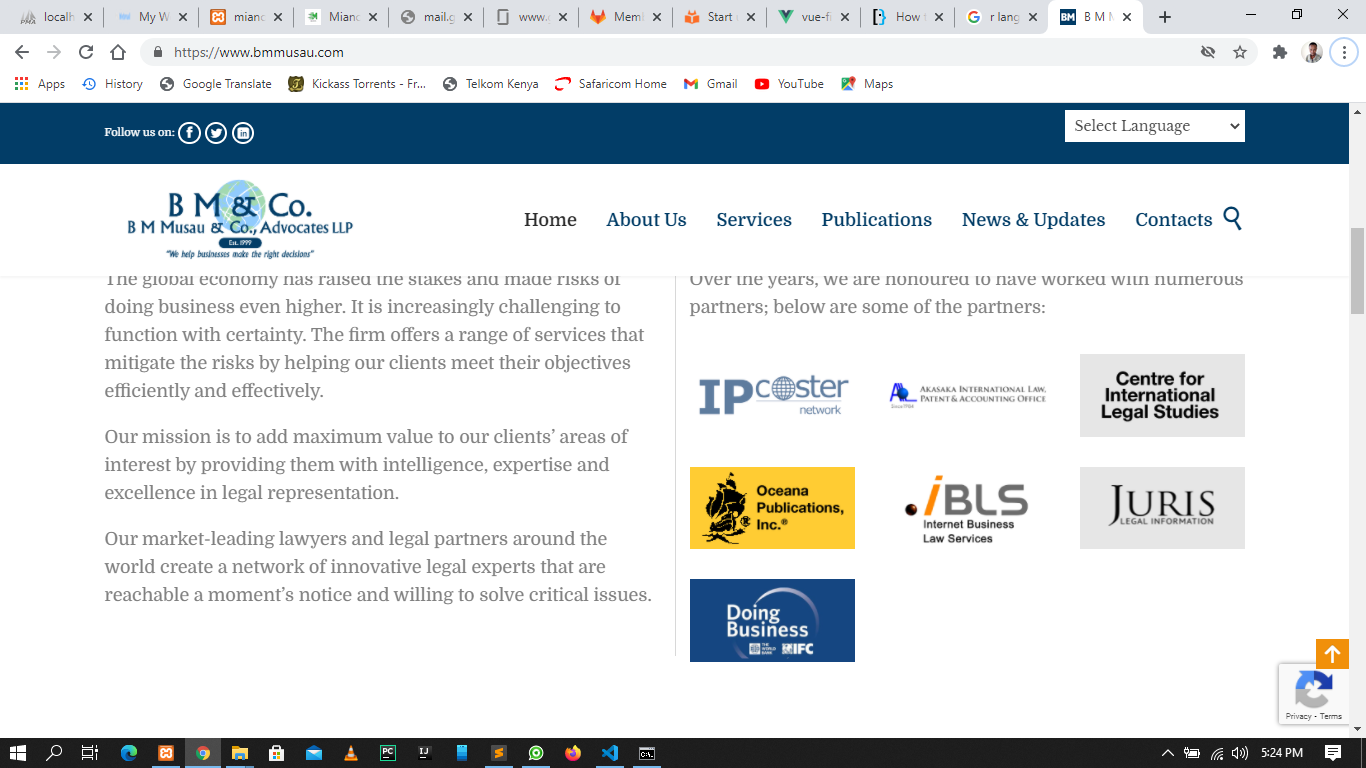 localh
My W
mianc
Mianc
mail.g
www.g
Meml
Start
vue-fi
How t
r lang
B M M
https://www.bmmusau.com
Apps
History
Google Translate
Kickass Torrents - Fr...
Telkom Kenya
Safaricom Home
Gmail
YouTube
Maps
Follow us on:
Select Language
B M & Co.
B M Musau & Co., Advocates LLP
Est. 1999
"We help businesses make the right decisions"
Home
About Us
Services
Publications
News & Updates
Contacts
The global economy has raised the stakes and made risks of
doing business even higher. It is increasingly challenging to
function with certainty. The firm offers a range of services that
mitigate the risks by helping our clients meet their objectives
efficiently and effectively.
Our mission is to add maximum value to our clients' areas of
interest by providing them with intelligence, expertise and
excellence in legal representation.
Our market-leading lawyers and legal partners around the
world create a network of innovative legal experts that are
reachable a moment's notice and willing to solve critical issues.
Over the years, we are honoured to have worked with numerous
partners; below are some of the partners:
IP coster
network
AKASAKA INTERNATIONAL LAW,
PATENT & ACCOUNTING OFFICE
Since1984
Centre for
International
Legal Studies
Oceana
Publications,
Inc.®
iBLS
Internet Business
Law Services
JURIS
LEGAL INFORMATION
Doing
Business
THE WORLD BANK
IFC
Privacy - Terms
5:24 PM